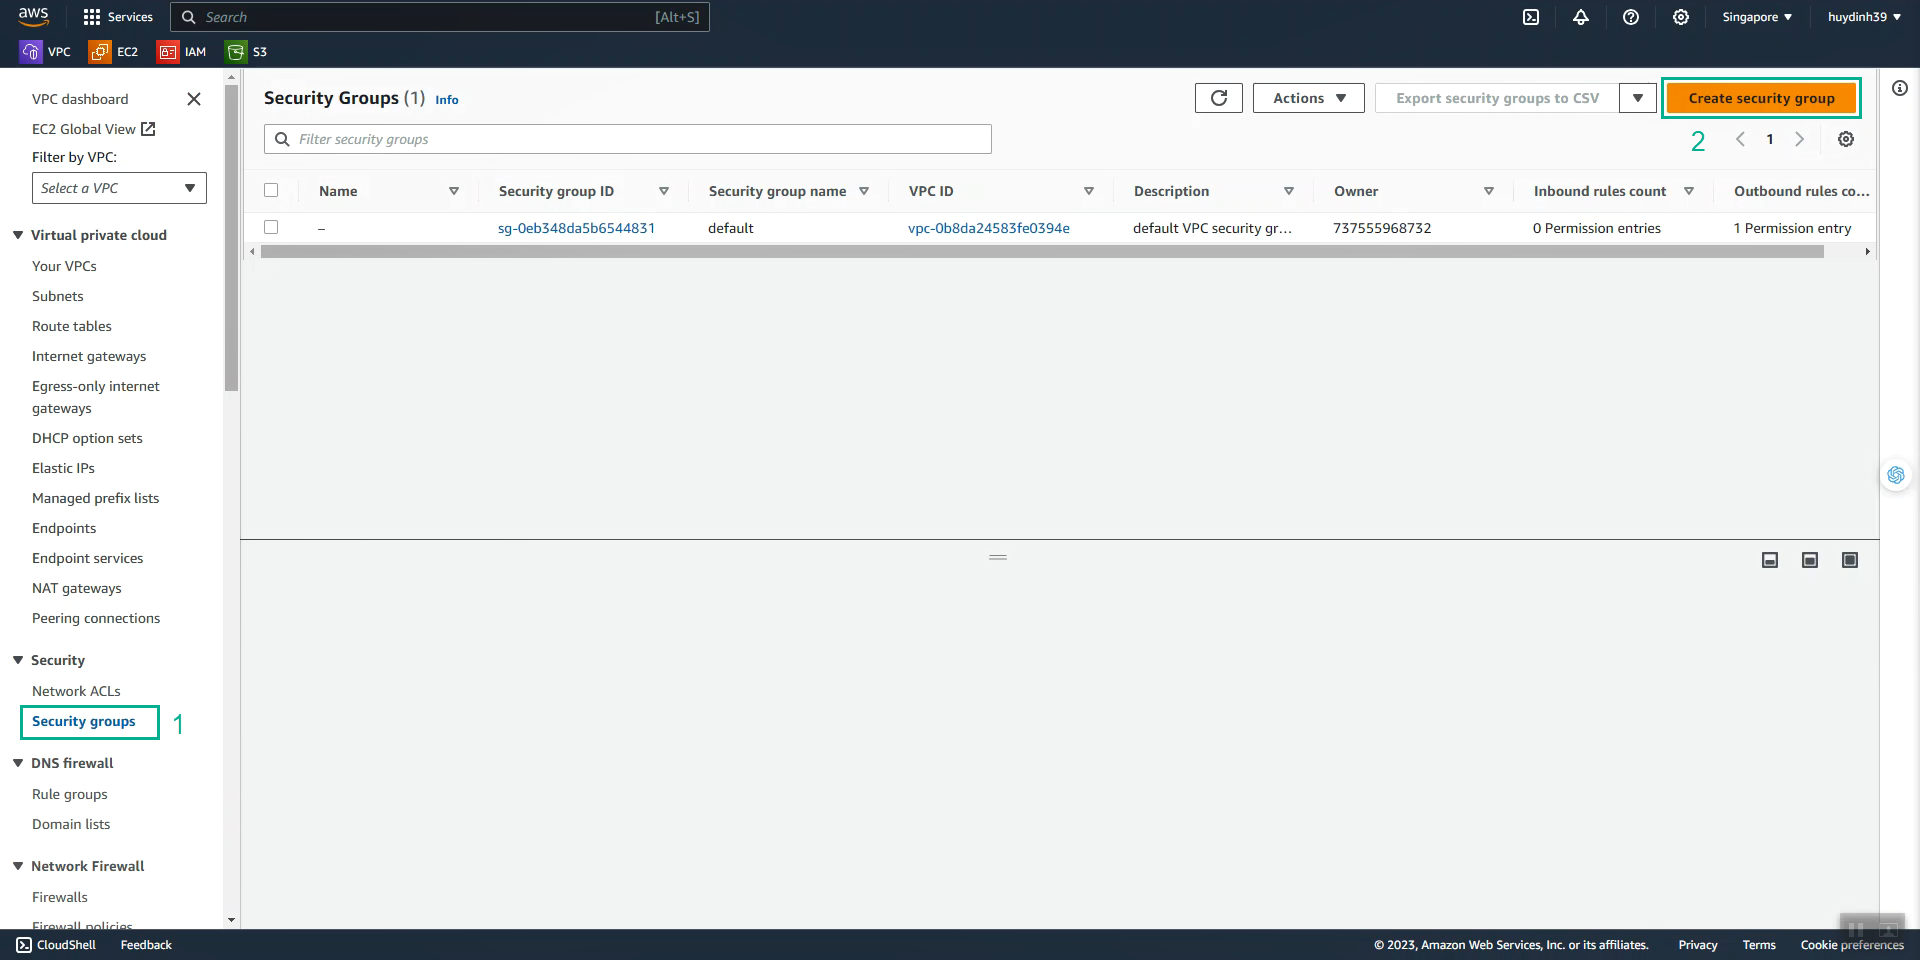 aws
Services
Search
[Alt+S]
Singapore
huydinh39
VPC
EC2
IAM
S3
VPC dashboard
EC2 Global View
Filter by VPC:
Select a VPC
Virtual private cloud
Your VPCs
Subnets
Route tables
Internet gateways
Egress-only internet
gateways
DHCP option sets
Elastic IPs
Managed prefix lists
Endpoints
Endpoint services
NAT gateways
Peering connections
Security
Network ACLs
Security groups
1
DNS firewall
Rule groups
Domain lists
Network Firewall
Firewalls
Firewall policies
Security Groups (1) Info
Actions
Export security groups to CSV
Create security group
Filter security groups
2
1
Name
Security group ID
Security group name
VPC ID
Description
Owner
Inbound rules count
Outbound rules co...
–
sg-0eb348da5b6544831
default
vpc-0b8da24583fe0394e
default VPC security gr...
737555968732
0 Permission entries
1 Permission entry
CloudShell
Feedback
© 2023, Amazon Web Services, Inc. or its affiliates.
Privacy
Terms
Cookie preferences